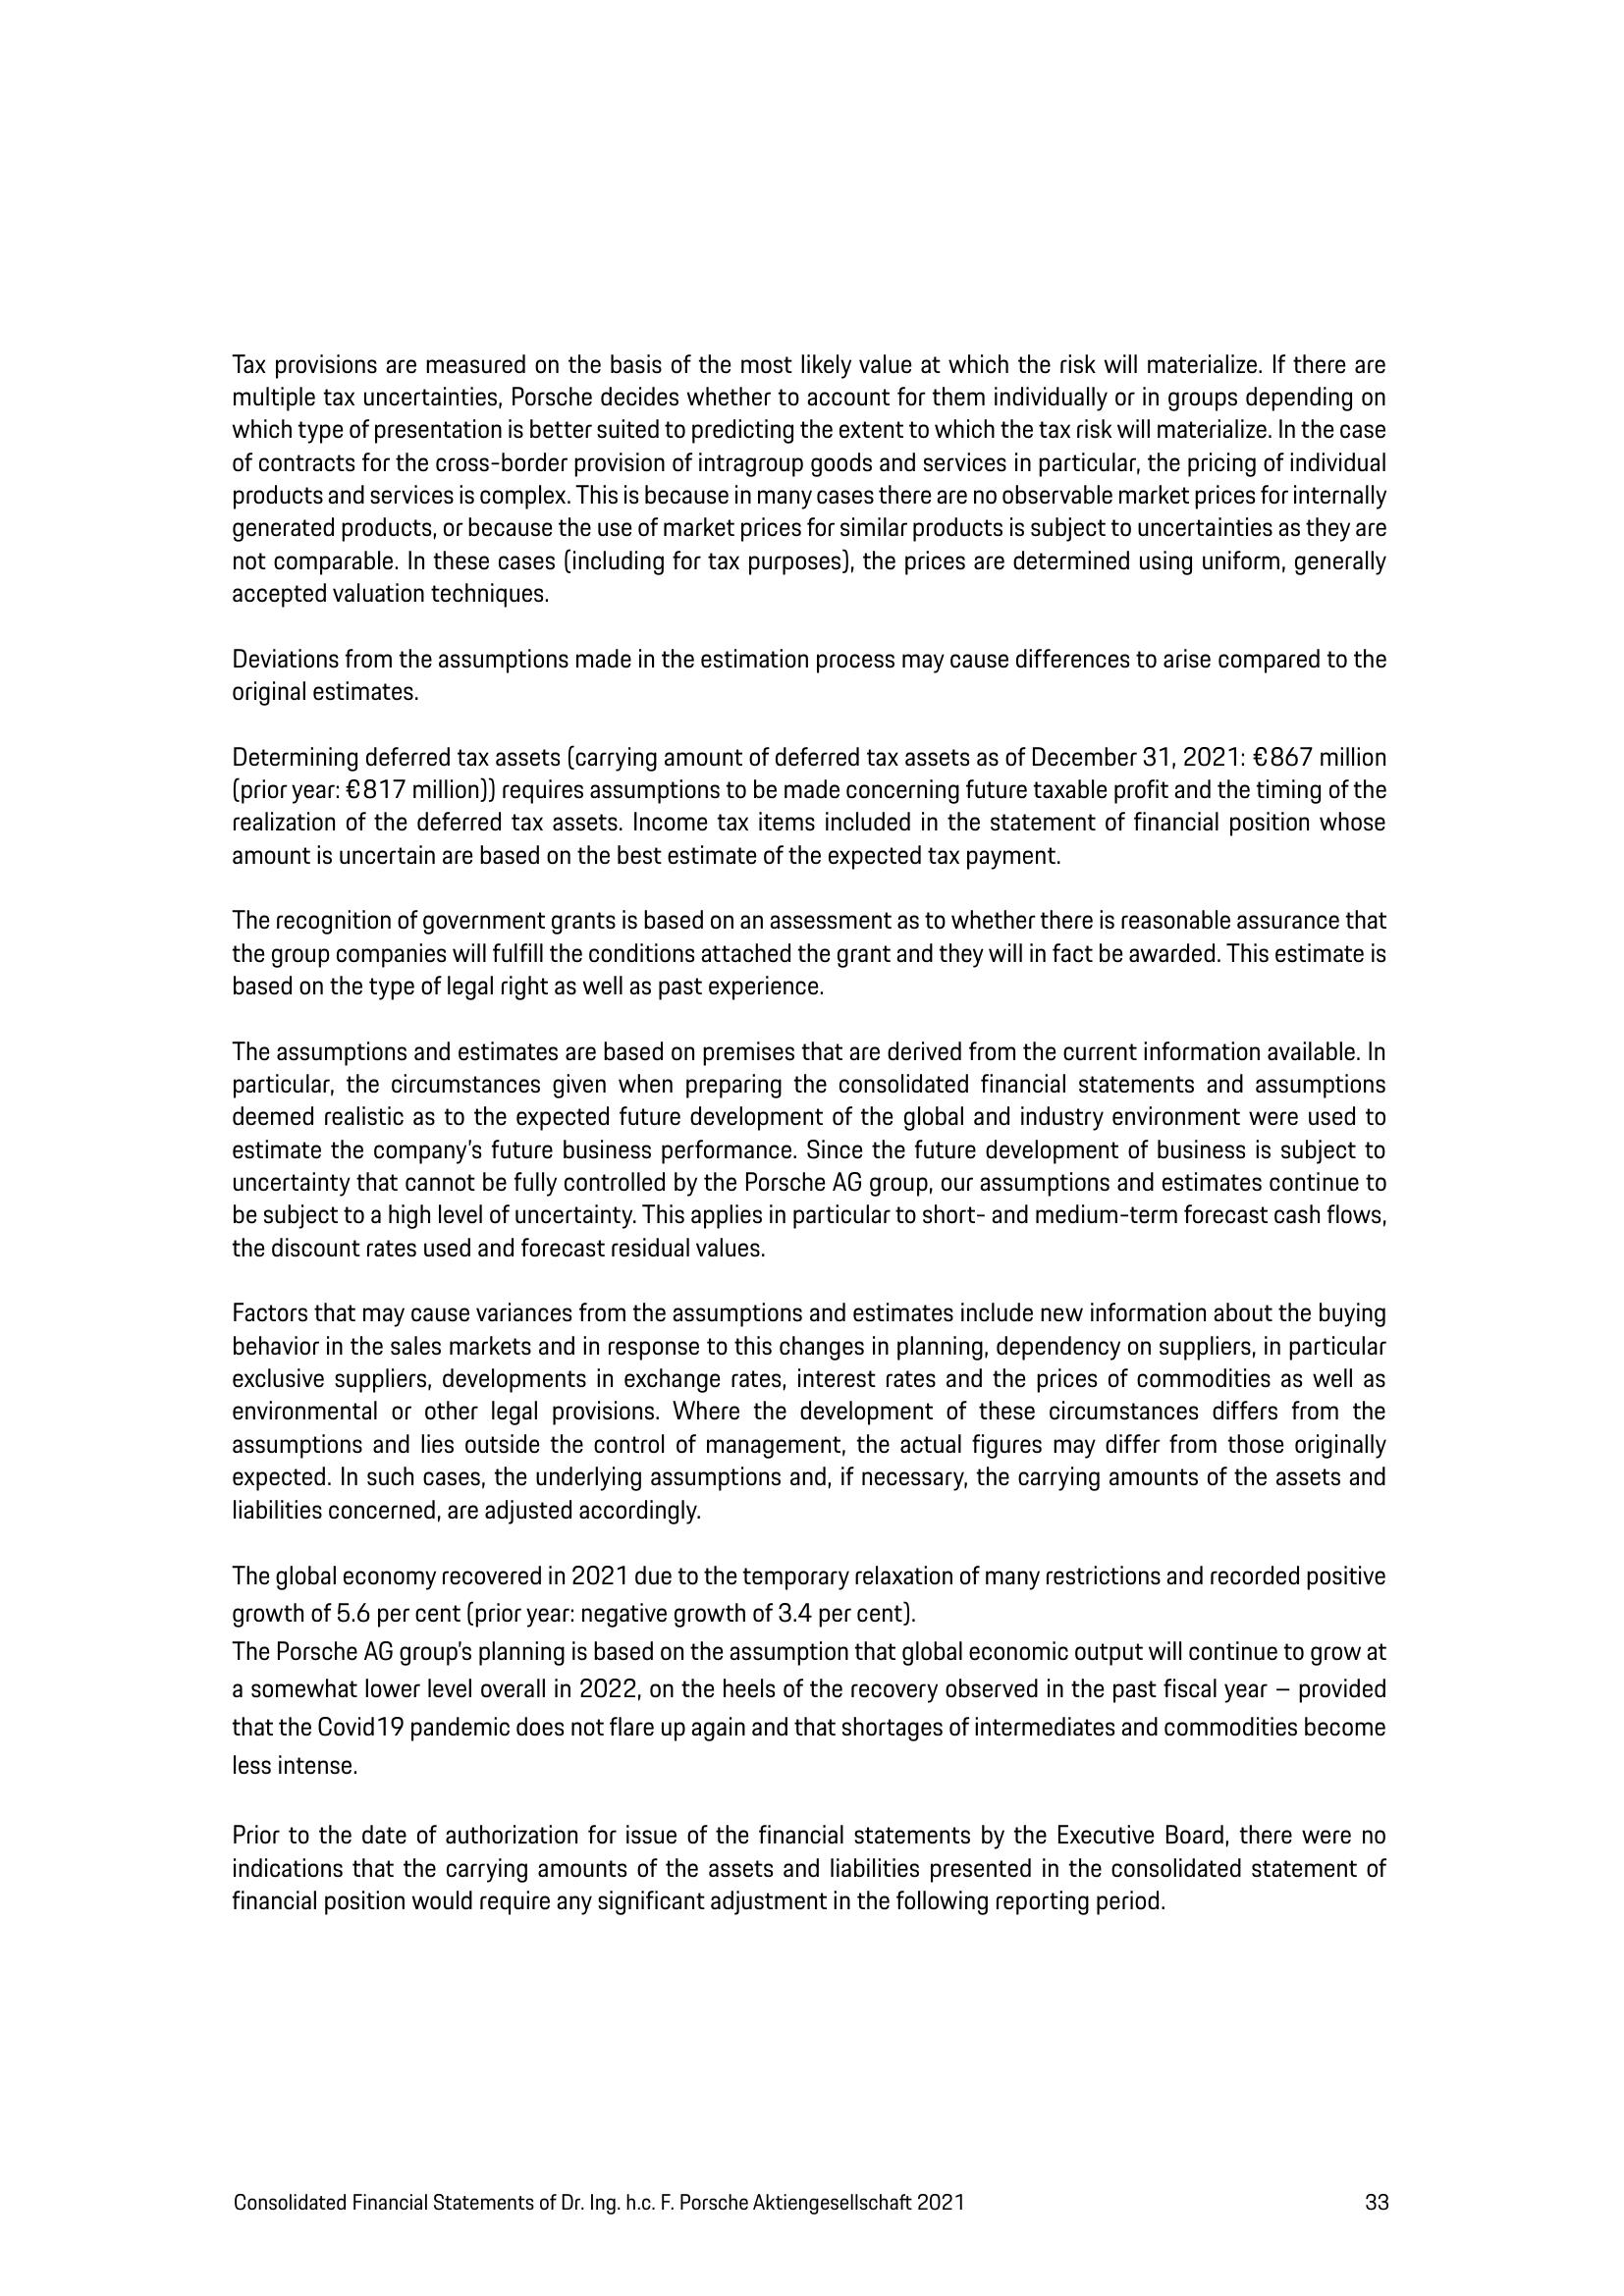 Tax provisions are measured on the basis of the most likely value at which the risk will materialize. If there are
multiple tax uncertainties, Porsche decides whether to account for them individually or in groups depending on
which type of presentation is better suited to predicting the extent to which the tax risk will materialize. In the case
of contracts for the cross-border provision of intragroup goods and services in particular, the pricing of individual
products and services is complex. This is because in many cases there are no observable market prices for internally
generated products, or because the use of market prices for similar products is subject to uncertainties as they are
not comparable. In these cases (including for tax purposes), the prices are determined using uniform, generally
accepted valuation techniques.
Deviations from the assumptions made in the estimation process may cause differences to arise compared to the
original estimates.
Determining deferred tax assets (carrying amount of deferred tax assets as of December 31, 2021: €867 million
(prior year: €817 million)) requires assumptions to be made concerning future taxable profit and the timing of the
realization of the deferred tax assets. Income tax items included in the statement of financial position whose
amount is uncertain are based on the best estimate of the expected tax payment.
The recognition of government grants is based on an assessment as to whether there is reasonable assurance that
the group companies will fulfill the conditions attached the grant and they will in fact be awarded. This estimate is
based on the type of legal right as well as past experience.
The assumptions and estimates are based on premises that are derived from the current information available. In
particular, the circumstances given when preparing the consolidated financial statements and assumptions
deemed realistic as to the expected future development of the global and industry environment were used to
estimate the company's future business performance. Since the future development of business is subject to
uncertainty that cannot be fully controlled by the Porsche AG group, our assumptions and estimates continue to
be subject to a high level of uncertainty. This applies in particular to short- and medium-term forecast cash flows,
the discount rates used and forecast residual values.
Factors that may cause variances from the assumptions and estimates include new information about the buying
behavior in the sales markets and in response to this changes in planning, dependency on suppliers, in particular
exclusive suppliers, developments in exchange rates, interest rates and the prices of commodities as well as
environmental or other legal provisions. Where the development of these circumstances differs from the
assumptions and lies outside the control of management, the actual figures may differ from those originally
expected. In such cases, the underlying assumptions and, if necessary, the carrying amounts of the assets and
liabilities concerned, are adjusted accordingly.
The global economy recovered in 2021 due to the temporary relaxation of many restrictions and recorded positive
growth of 5.6 per cent (prior year: negative growth of 3.4 per cent).
The Porsche AG group's planning is based on the assumption that global economic output will continue to grow at
a somewhat lower level overall in 2022, on the heels of the recovery observed in the past fiscal year – provided
that the Covid19 pandemic does not flare up again and that shortages of intermediates and commodities become
less intense.
Prior to the date of authorization for issue of the financial statements by the Executive Board, there were no
indications that the carrying amounts of the assets and liabilities presented in the consolidated statement of
financial position would require any significant adjustment in the following reporting period.
Consolidated Financial Statements of Dr. Ing. h.c. F. Porsche Aktiengesellschaft 2021 33